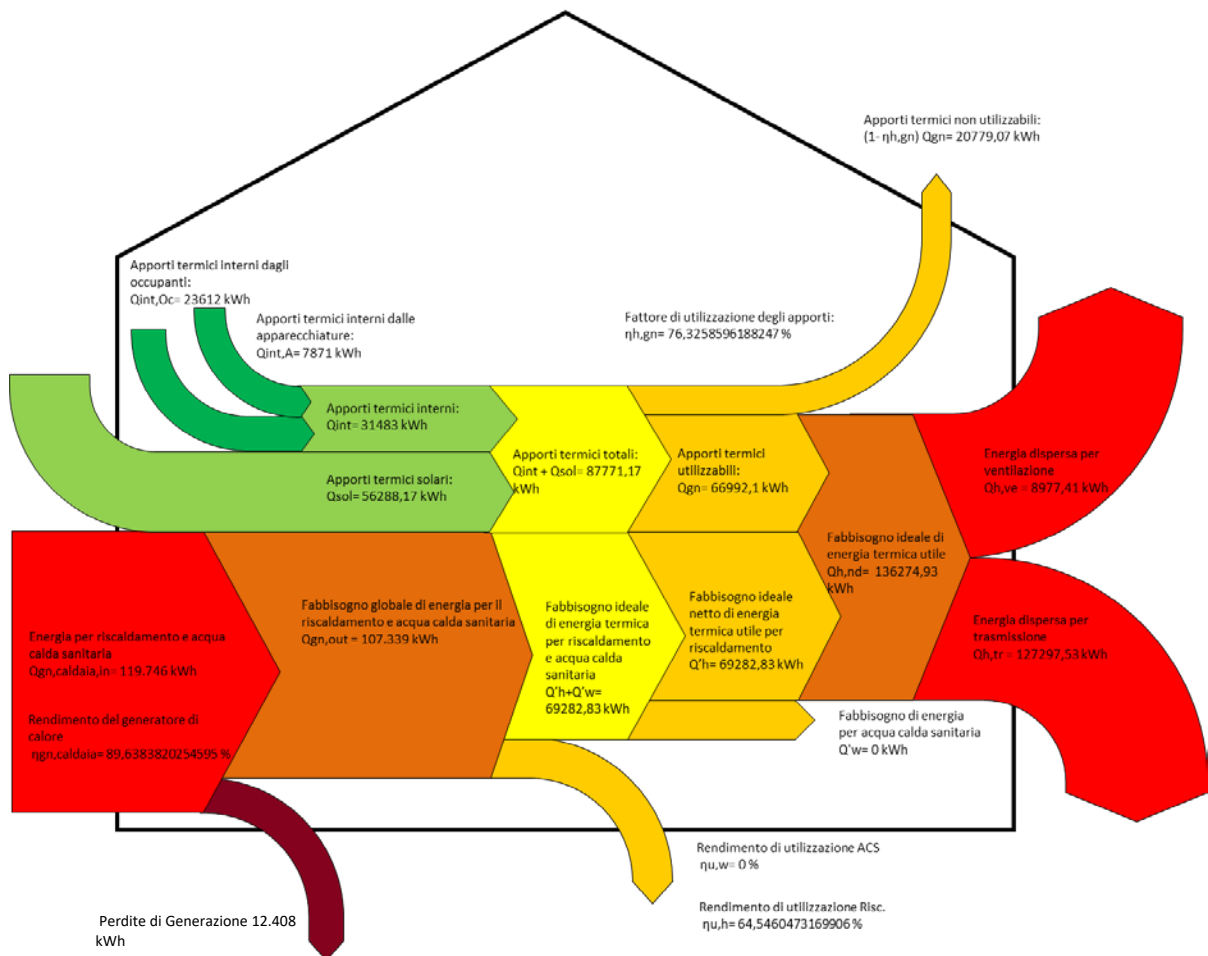 Apporti termici non utilizzabili:
(1- ηh,gn) Qgn= 20779,07 kWh
Apporti termici interni dagli
occupanti:
Qint,Oc= 23612 kWh
Apporti termici interni dalle
apparecchiature:
Qint,A= 7871 kWh
Fattore di utilizzazione degli apporti:
ηh,gn= 76,3258596188247 %
Apporti termici interni:
Qint= 31483 kWh
Apporti termici solari:
Qsol= 56288,17 kWh
Apporti termici totali:
Qint + Qsol= 87771,17
kWh
Apporti termici
utilizzabili:
Qgn= 66992,1 kWh
Energia dispersa per
ventilazione
Qh,ve = 8977,41 kWh
Fabbisogno ideale di
energia termica utile
Qh,nd= 136274,93
kWh
Energia per riscaldamento e acqua
calda sanitaria
Qgn,caldaia,in= 119.746 kWh
Rendimento del generatore di
calore
ηgn,caldaia= 89,6383820254595 %
Fabbisogno globale di energia per il
riscaldamento e acqua calda sanitaria
Qgn,out = 107.339 kWh
Fabbisogno ideale
di energia termica
per riscaldamento
e acqua calda
sanitaria
Q'h+Q'w=
69282,83 kWh
Fabbisogno ideale
netto di energia
termica utile per
riscaldamento
Q'h= 69282,83 kWh
Energia dispersa per
trasmissione
Qh,tr = 127297,53 kWh
Fabbisogno di energia
per acqua calda sanitaria
Q'w= 0 kWh
Rendimento di utilizzazione ACS
ηu,w= 0 %
Rendimento di utilizzazione Risc.
ηu,h= 64,5460473169906 %
Perdite di Generazione 12.408
kWh